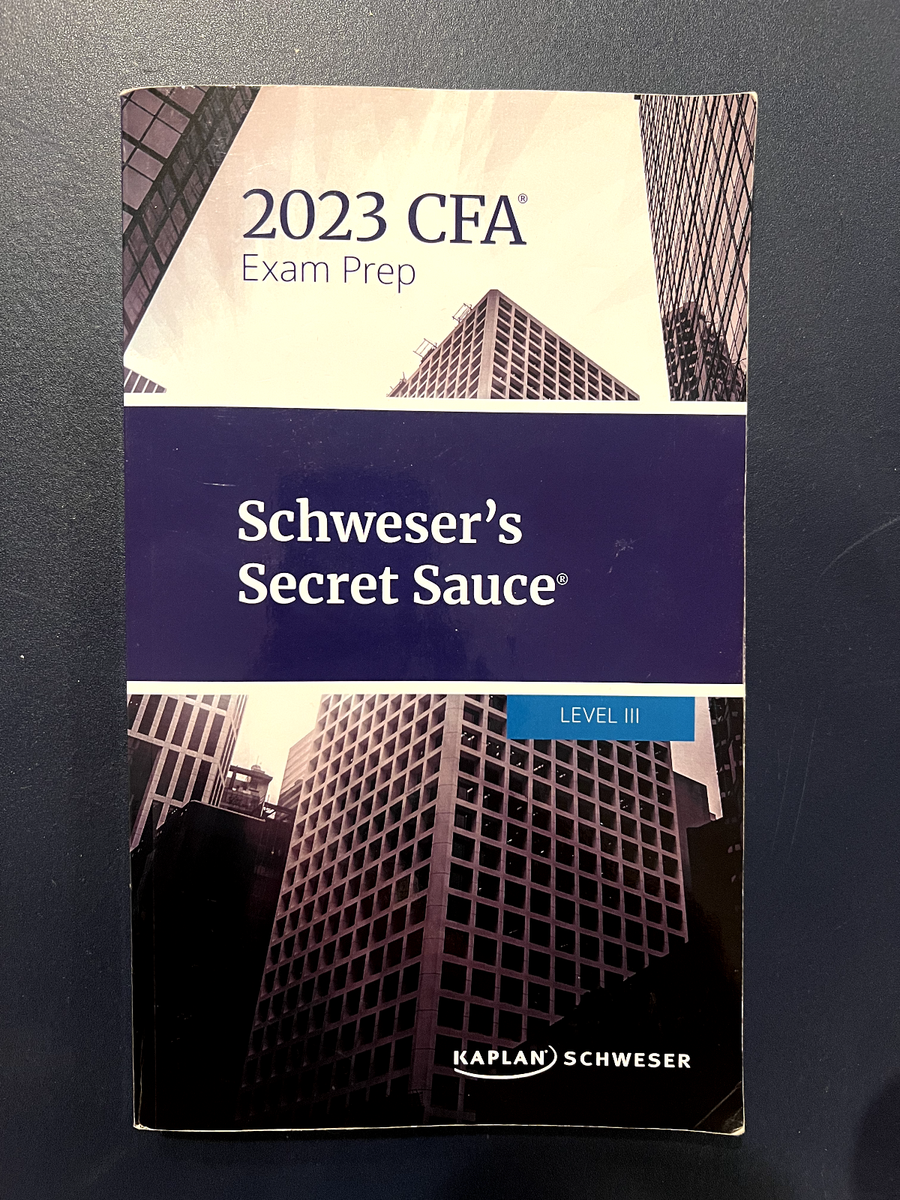 2023 CFA®
Exam Prep
Schweser’s
Secret Sauce®
LEVEL III
KAPLAN SCHWESER